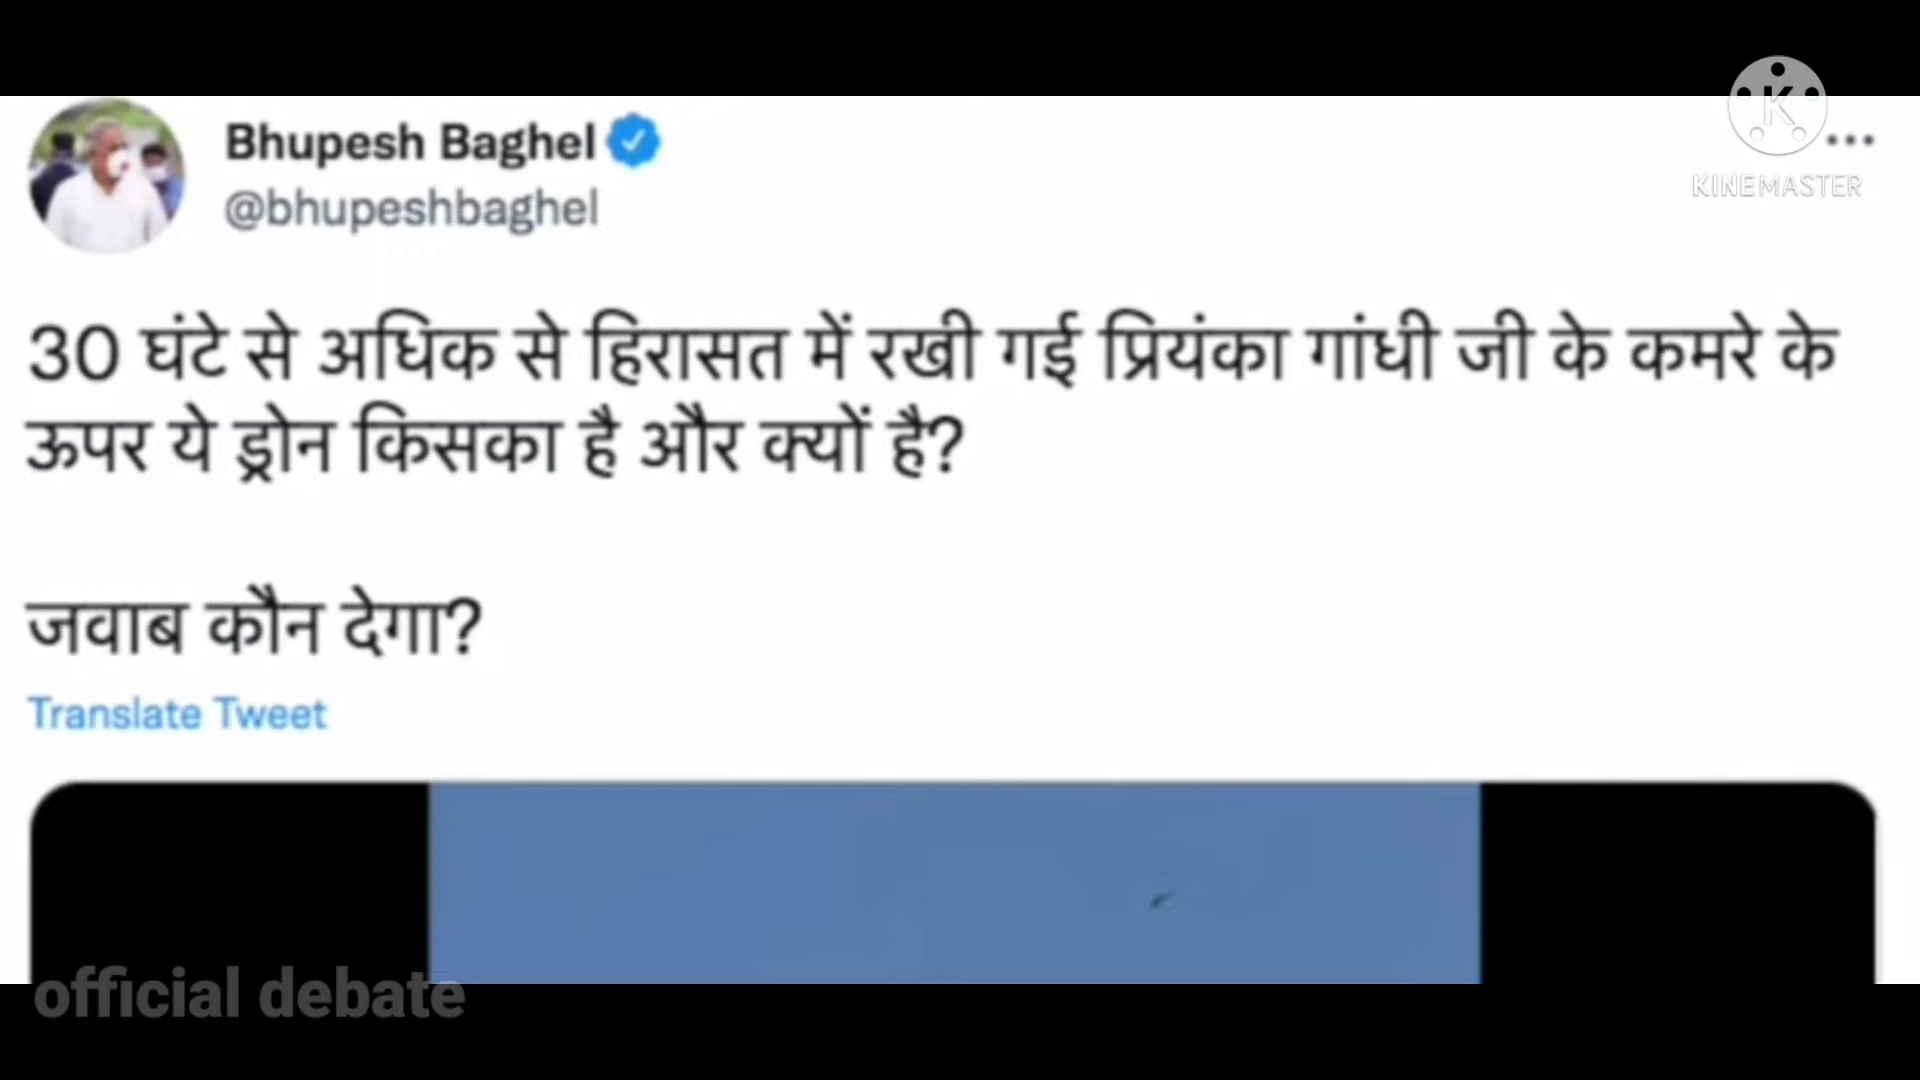 Bhupesh Baghel
@bhupeshbaghel
K
KINEMASTER
30 घंटे से अधिक से हिरासत में रखी गई प्रियंका गांधी जी के कमरे के
ऊपर ये ड्रोन किसका है और क्यों है?
जवाब कौन देगा?
Translate Tweet
official debate